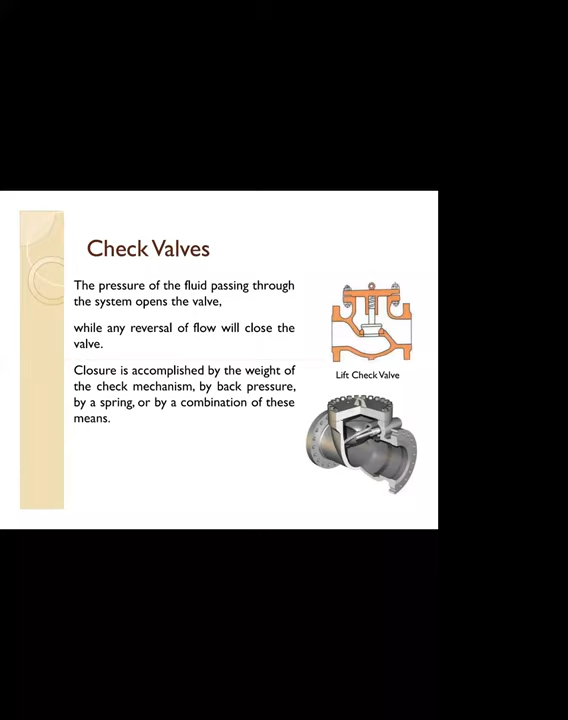 Check Valves
The pressure of the fluid passing through
the system opens the valve,
while any reversal of flow will close the
valve.
Closure is accomplished by the weight of
the check mechanism, by back pressure,
by a spring, or by a combination of these
means.
Lift Check Valve